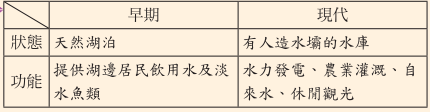 早期 現代
狀態 天然湖泊 有人造水壩的水庫
功能 提供湖邊居民飲用水及淡水魚類 水力發電、農業灌溉、自來水、休閒觀光